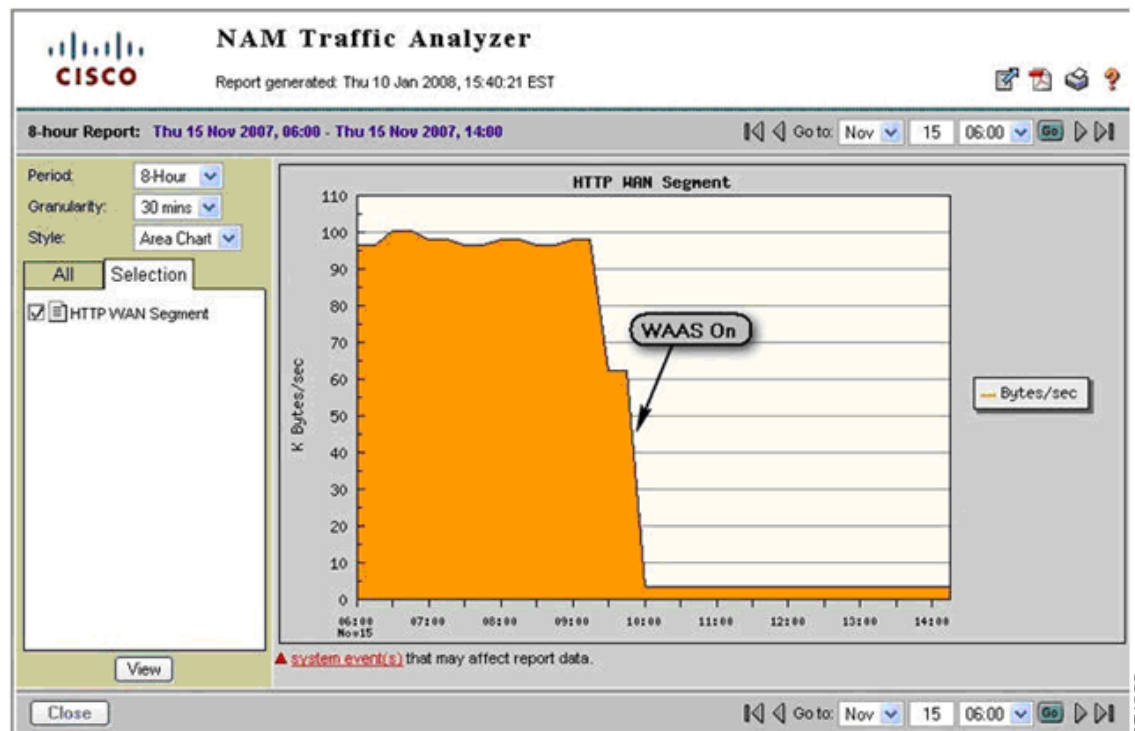 CISCO
NAM Traffic Analyzer
Report generated: Thu 10 Jan 2008, 15:40:21 EST
8-hour Report: Thu 15 Nov 2007, 06:00 - Thu 15 Nov 2007, 14:00
Go to: Nov 15 06:00 Go
Period: 8-Hour
Granularity: 30 mins
Style: Area Chart
All Selection
HTTP WAN Segment
View
HTTP WAN Segment
K Bytes/sec
110
100
90
80
70
60
50
40
30
20
10
0
WAAS On
Bytes/sec
06:00 07:00 08:00 09:00 10:00 11:00 12:00 13:00 14:00
Nov15
system event(s) that may affect report data.
Close
Go to: Nov 15 06:00 Go